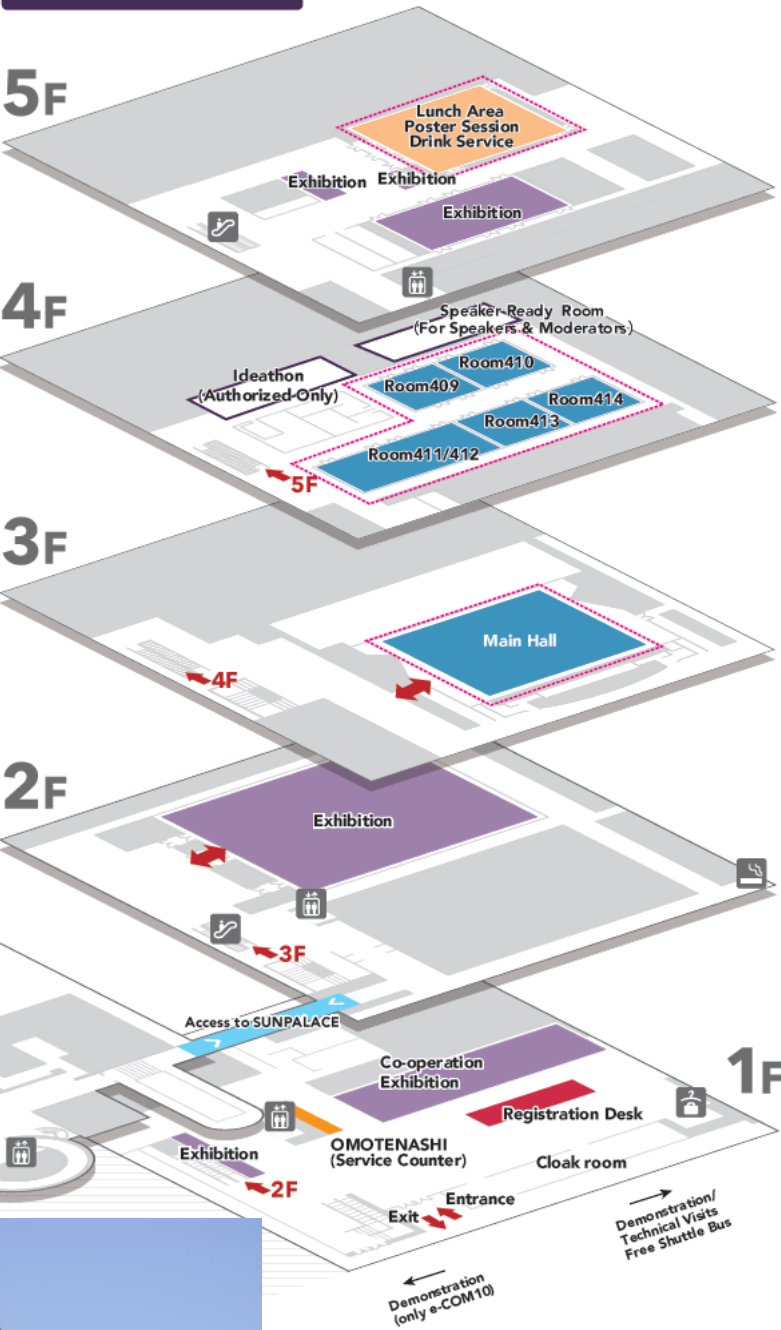 5F
Lunch Area
Poster Session
Drink Service
Exhibition
Exhibition
Exhibition
4F
Speaker Ready Room
(For Speakers & Moderators)
Ideathon
(Authorized Only)
Room409
Room410
Room411/412
Room413
Room414
5F
3F
Main Hall
4F
2F
Exhibition
3F
Access to SUNPALACE
1F
Co-operation
Exhibition
Registration Desk
OMOTENASHI
(Service Counter)
Exhibition
Cloak room
2F
Entrance
Exit
Demonstration/
Technical Visits
Free Shuttle Bus
Demonstration
(only e-COM10)